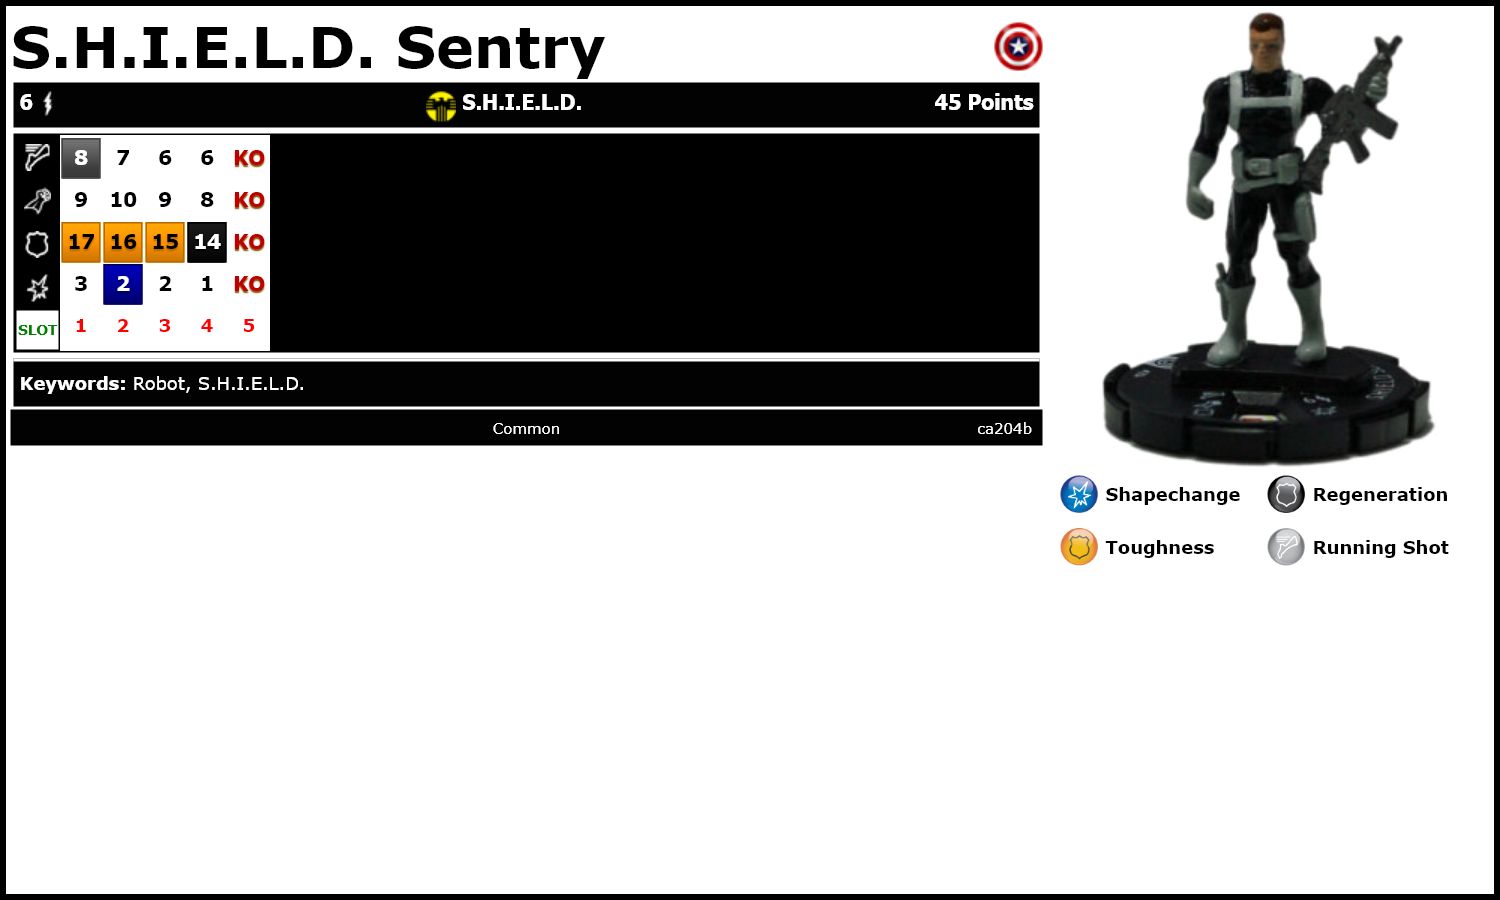 S.H.I.E.L.D. Sentry
6 S.H.I.E.L.D. 45 Points
8 7 6 6 KO
9 10 9 8 KO
17 16 15 14 KO
3 2 2 1 KO
SLOT 1 2 3 4 5
Keywords: Robot, S.H.I.E.L.D.
Common ca204b
Shapechange Regeneration
Toughness Running Shot